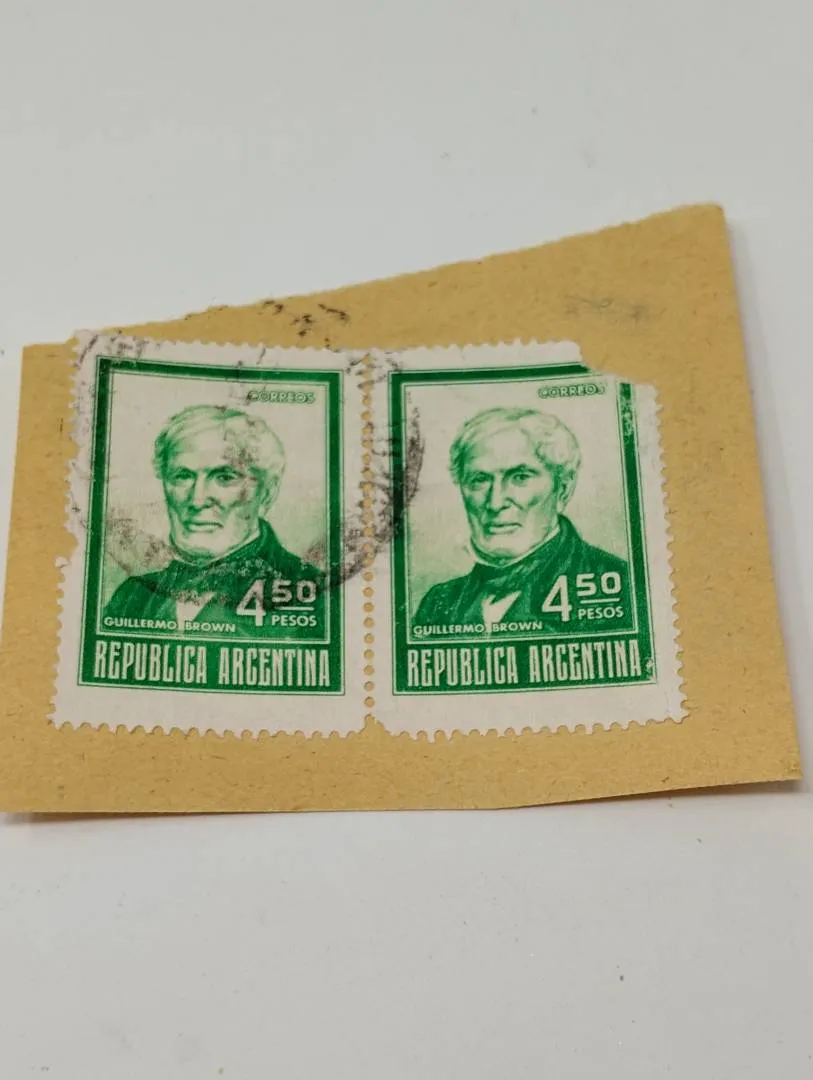 CORREOS
4 50
PESOS
GUILLERMO BROWN
REPUBLICA ARGENTINA
CORREOS
4 50
PESOS
GUILLERMO BROWN
REPUBLICA ARGENTINA